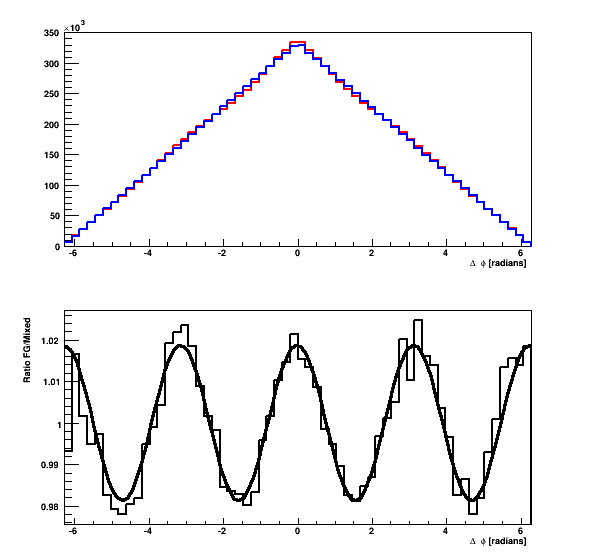 ×10³
350
300
250
200
150
100
50
0
-6 -4 -2 0 2 4 6
Δ ϕ [radians]
Ratio FG/Mixed
1.02
1.01
1
0.99
0.98
-6 -4 -2 0 2 4 6
Δ ϕ [radians]